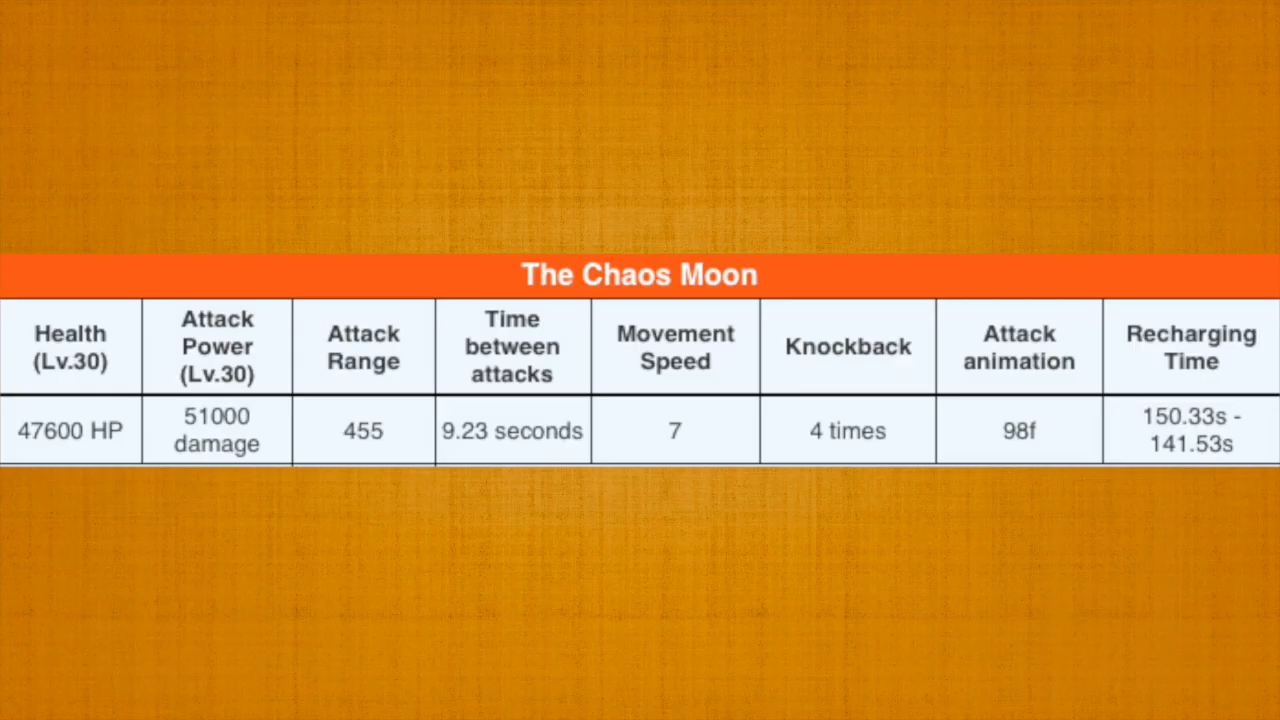 The Chaos Moon
Health
(Lv.30)
Attack
Power
(Lv.30)
Attack
Range
Time
between
attacks
Movement
Speed
Knockback
Attack
animation
Recharging
Time
47600 HP
51000
damage
455
9.23 seconds
7
4 times
98f
150.33s -
141.53s